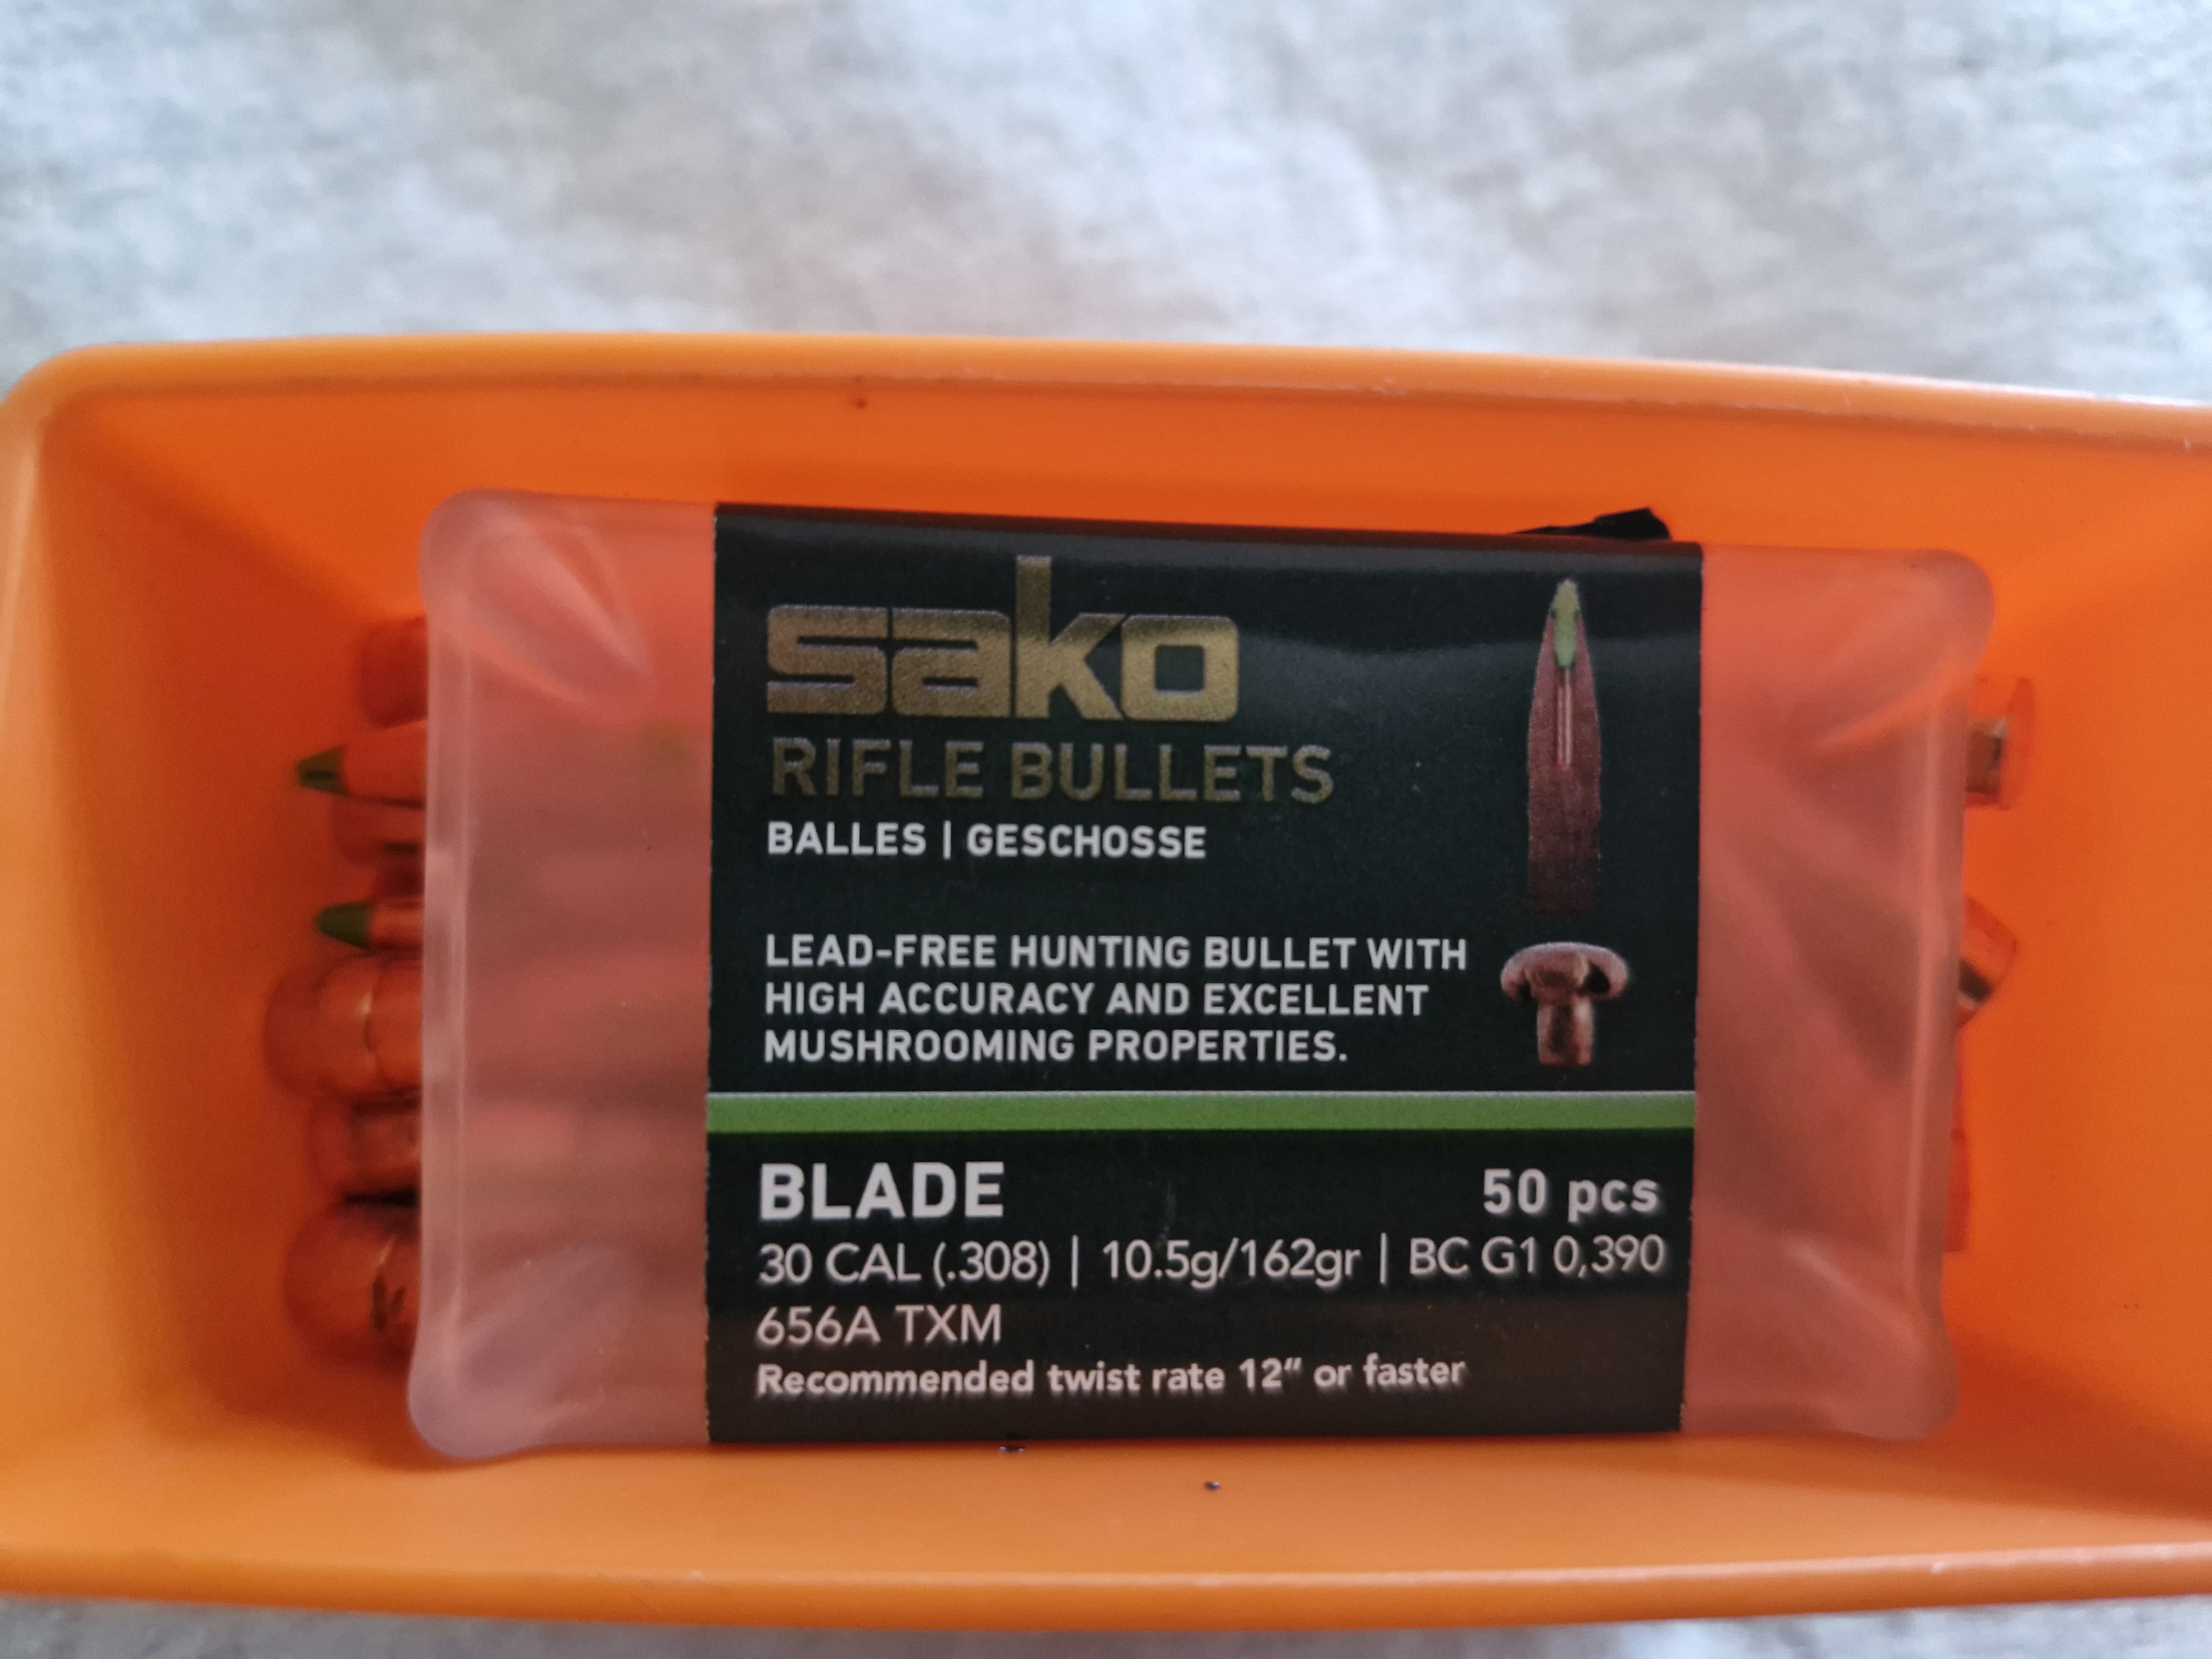 sako
RIFLE BULLETS
BALLES | GESCHOSSE
LEAD-FREE HUNTING BULLET WITH
HIGH ACCURACY AND EXCELLENT
MUSHROOMING PROPERTIES.
BLADE 50 pcs
30 CAL (.308) | 10.5g/162gr | BC G1 0,390
656A TXM
Recommended twist rate 12" or faster